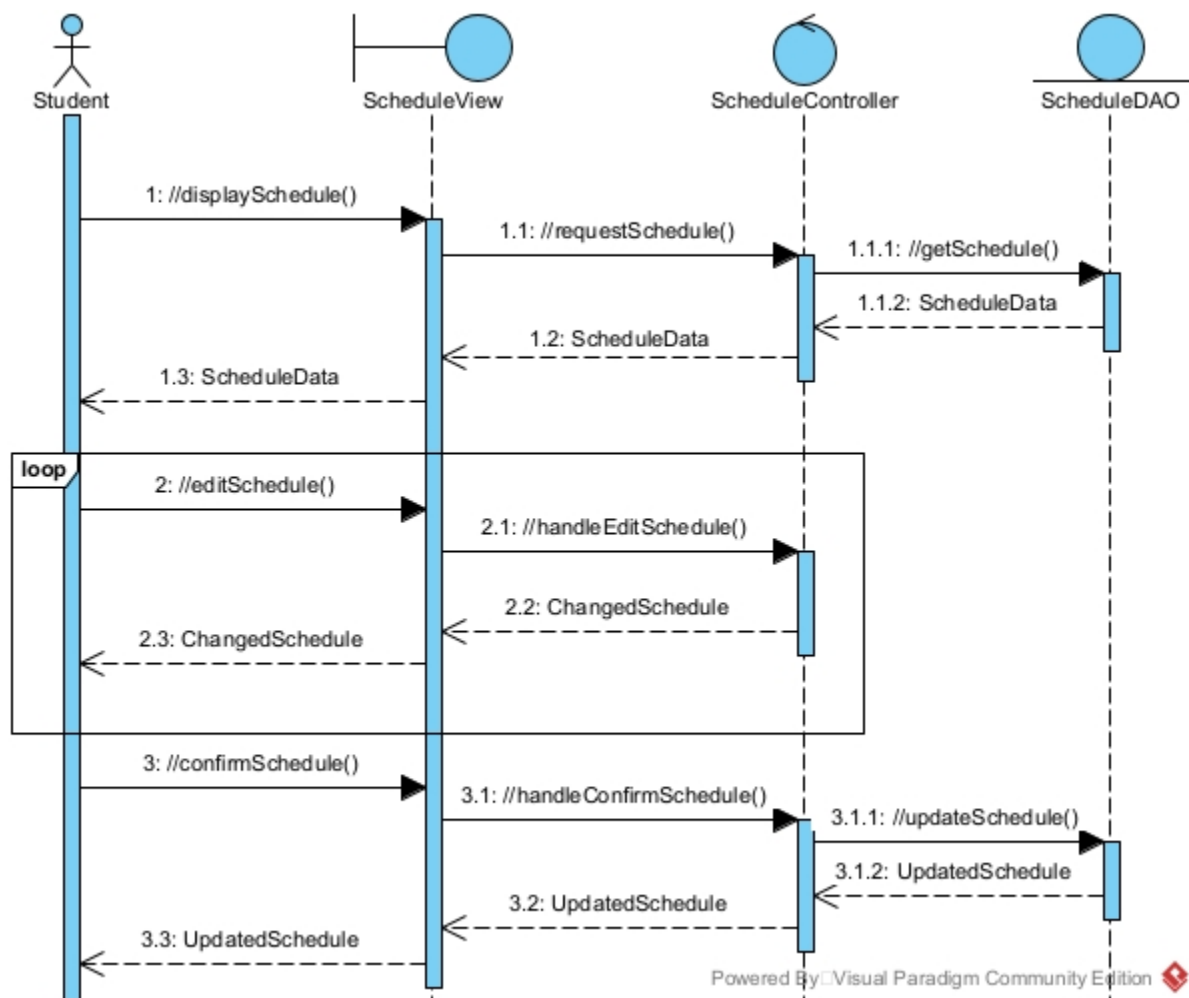 Student
ScheduleView
ScheduleController
ScheduleDAO
1: //displaySchedule()
1.1: //requestSchedule()
1.1.1: //getSchedule()
1.1.2: ScheduleData
1.2: ScheduleData
1.3: ScheduleData
loop
2: //editSchedule()
2.1: //handleEditSchedule()
2.2: ChangedSchedule
2.3: ChangedSchedule
3: //confirmSchedule()
3.1: //handleConfirmSchedule()
3.1.1: //updateSchedule()
3.1.2: UpdatedSchedule
3.2: UpdatedSchedule
3.3: UpdatedSchedule
Powered By Visual Paradigm Community Edition